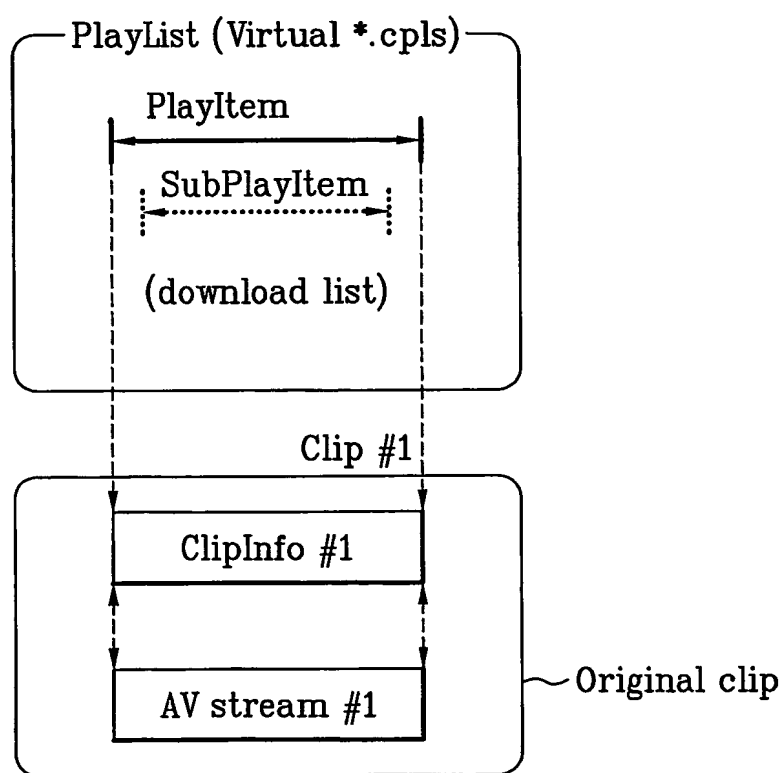 PlayList (Virtual *.cpls)
PlayItem
SubPlayItem
(download list)
Clip #1
ClipInfo #1
AV stream #1
Original clip